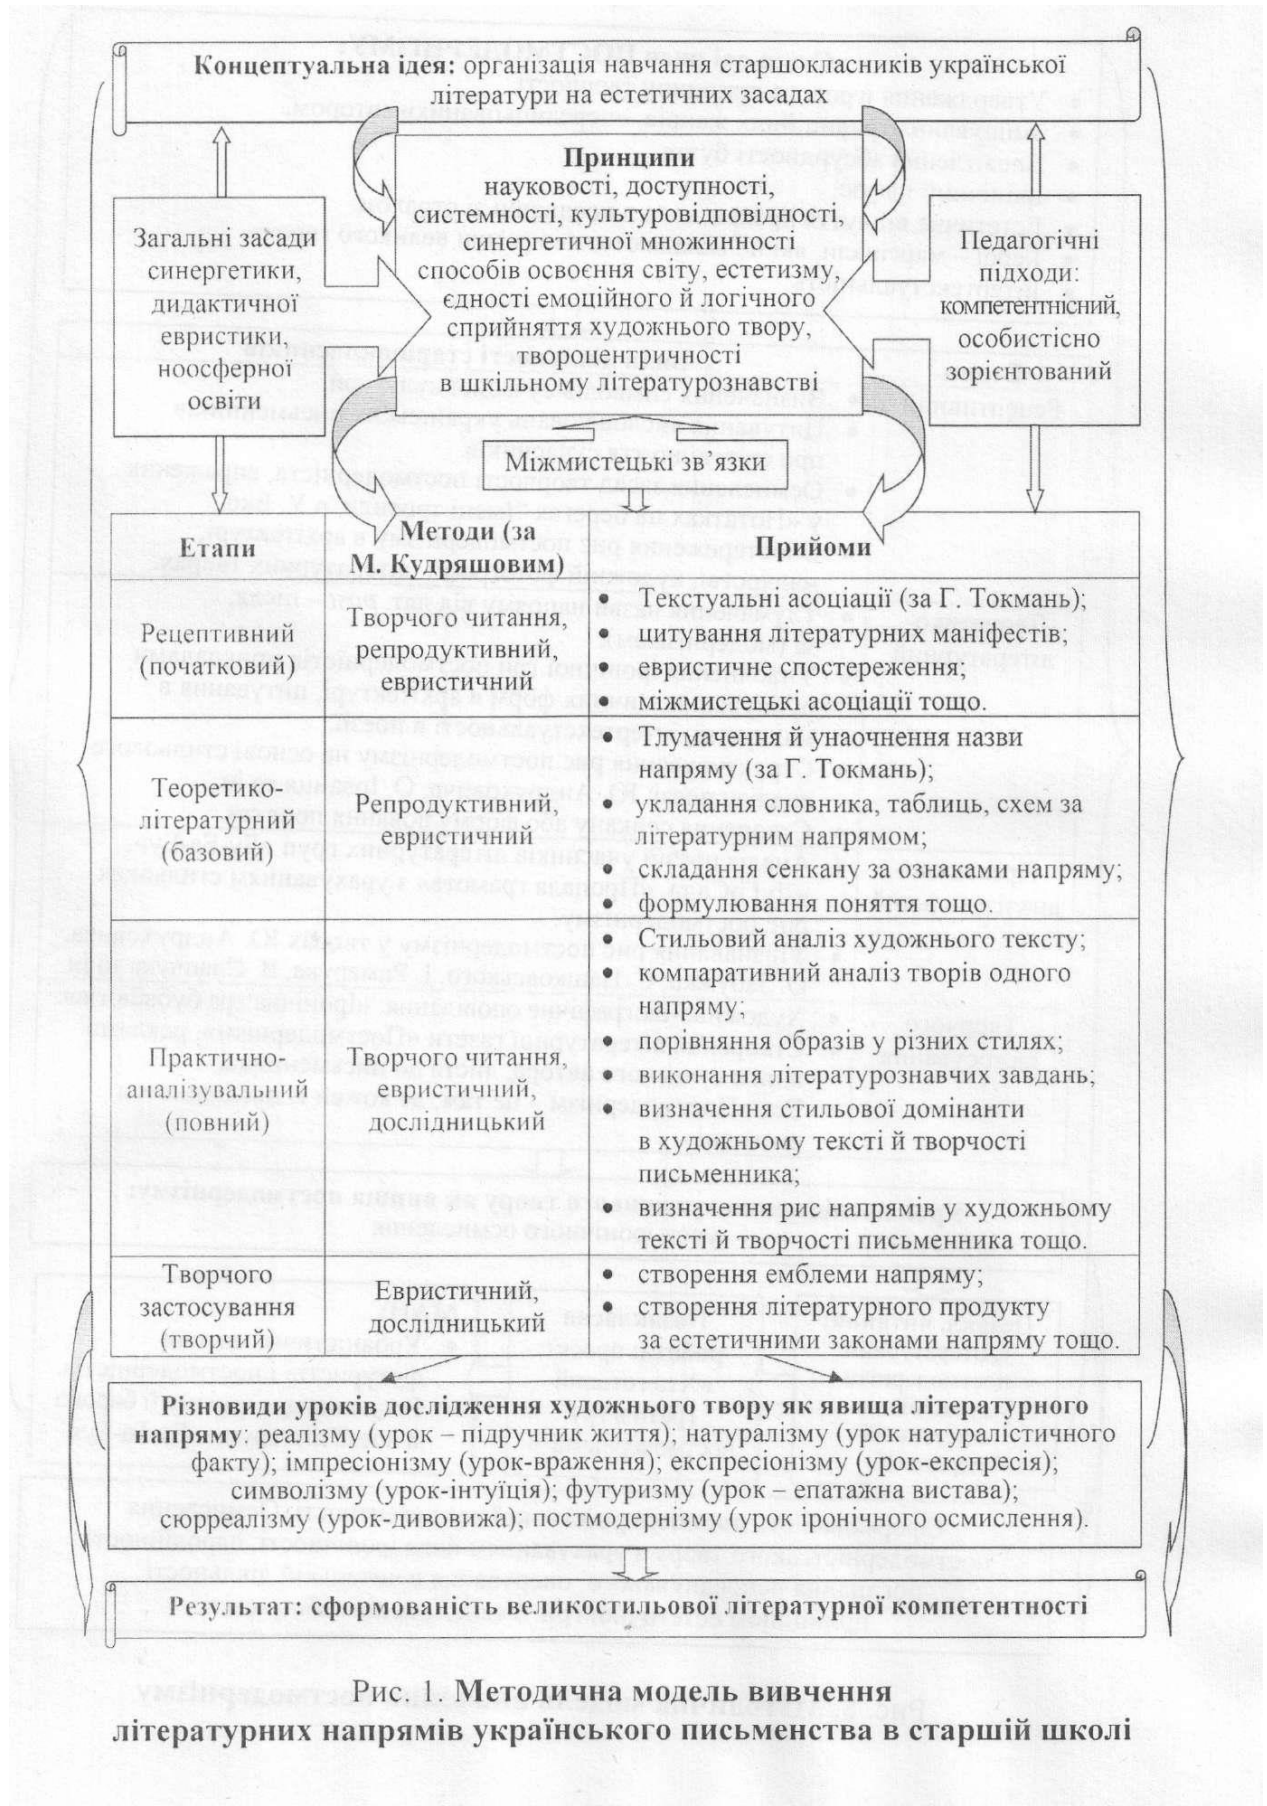 Концептуальна ідея: організація навчання старшокласників української
літератури на естетичних засадах
Загальні засади
синергетики,
дидактичної
евристики,
ноосферної
освіти
Принципи
науковості, доступності,
системності, культуровідповідності,
синергетичної множинності
способів освоєння світу, естетизму,
єдності емоційного й логічного
сприйняття художнього твору,
твороцентричності
в шкільному літературознавстві
Педагогічні
підходи:
компетентнісний,
особистісно
зорієнтований
Міжмистецькі зв’язки
Етапи
Методи (за
М. Кудряшовим)
Прийоми
Рецептивний
(початковий)
Творчого читання,
репродуктивний,
евристичний
• Текстуальні асоціації (за Г. Токмань);
• цитування літературних маніфестів;
• евристичне спостереження;
• міжмистецькі асоціації тощо.
Теоретико-
літературний
(базовий)
Репродуктивний,
евристичний
• Тлумачення й унаочнення назви
напряму (за Г. Токмань);
• укладання словника, таблиць, схем за
літературним напрямом;
• складання сенкану за ознаками напряму;
• формулювання поняття тощо.
Практично-
аналізувальний
(повний)
Творчого читання,
евристичний,
дослідницький
• Стильовий аналіз художнього тексту;
• компаративний аналіз творів одного
напряму;
• порівняння образів у різних стилях;
• виконання літературознавчих завдань;
• визначення стильової домінанти
в художньому тексті й творчості
письменника;
• визначення рис напрямів у художньому
тексті й творчості письменника тощо.
Творчого
застосування
(творчий)
Евристичний,
дослідницький
• створення емблеми напряму;
• створення літературного продукту
за естетичними законами напряму тощо.
Різновиди уроків дослідження художнього твору як явища літературного
напряму: реалізму (урок – підручник життя); натуралізму (урок натуралістичного
факту); імпресіонізму (урок-враження); експресіонізму (урок-експресія);
символізму (урок-інтуїція); футуризму (урок – епатажна вистава);
сюрреалізму (урок-дивовижа); постмодернізму (урок іронічного осмислення).
Результат: сформованість великостильової літературної компетентності
Рис. 1. Методична модель вивчення
літературних напрямів українського письменства в старшій школі